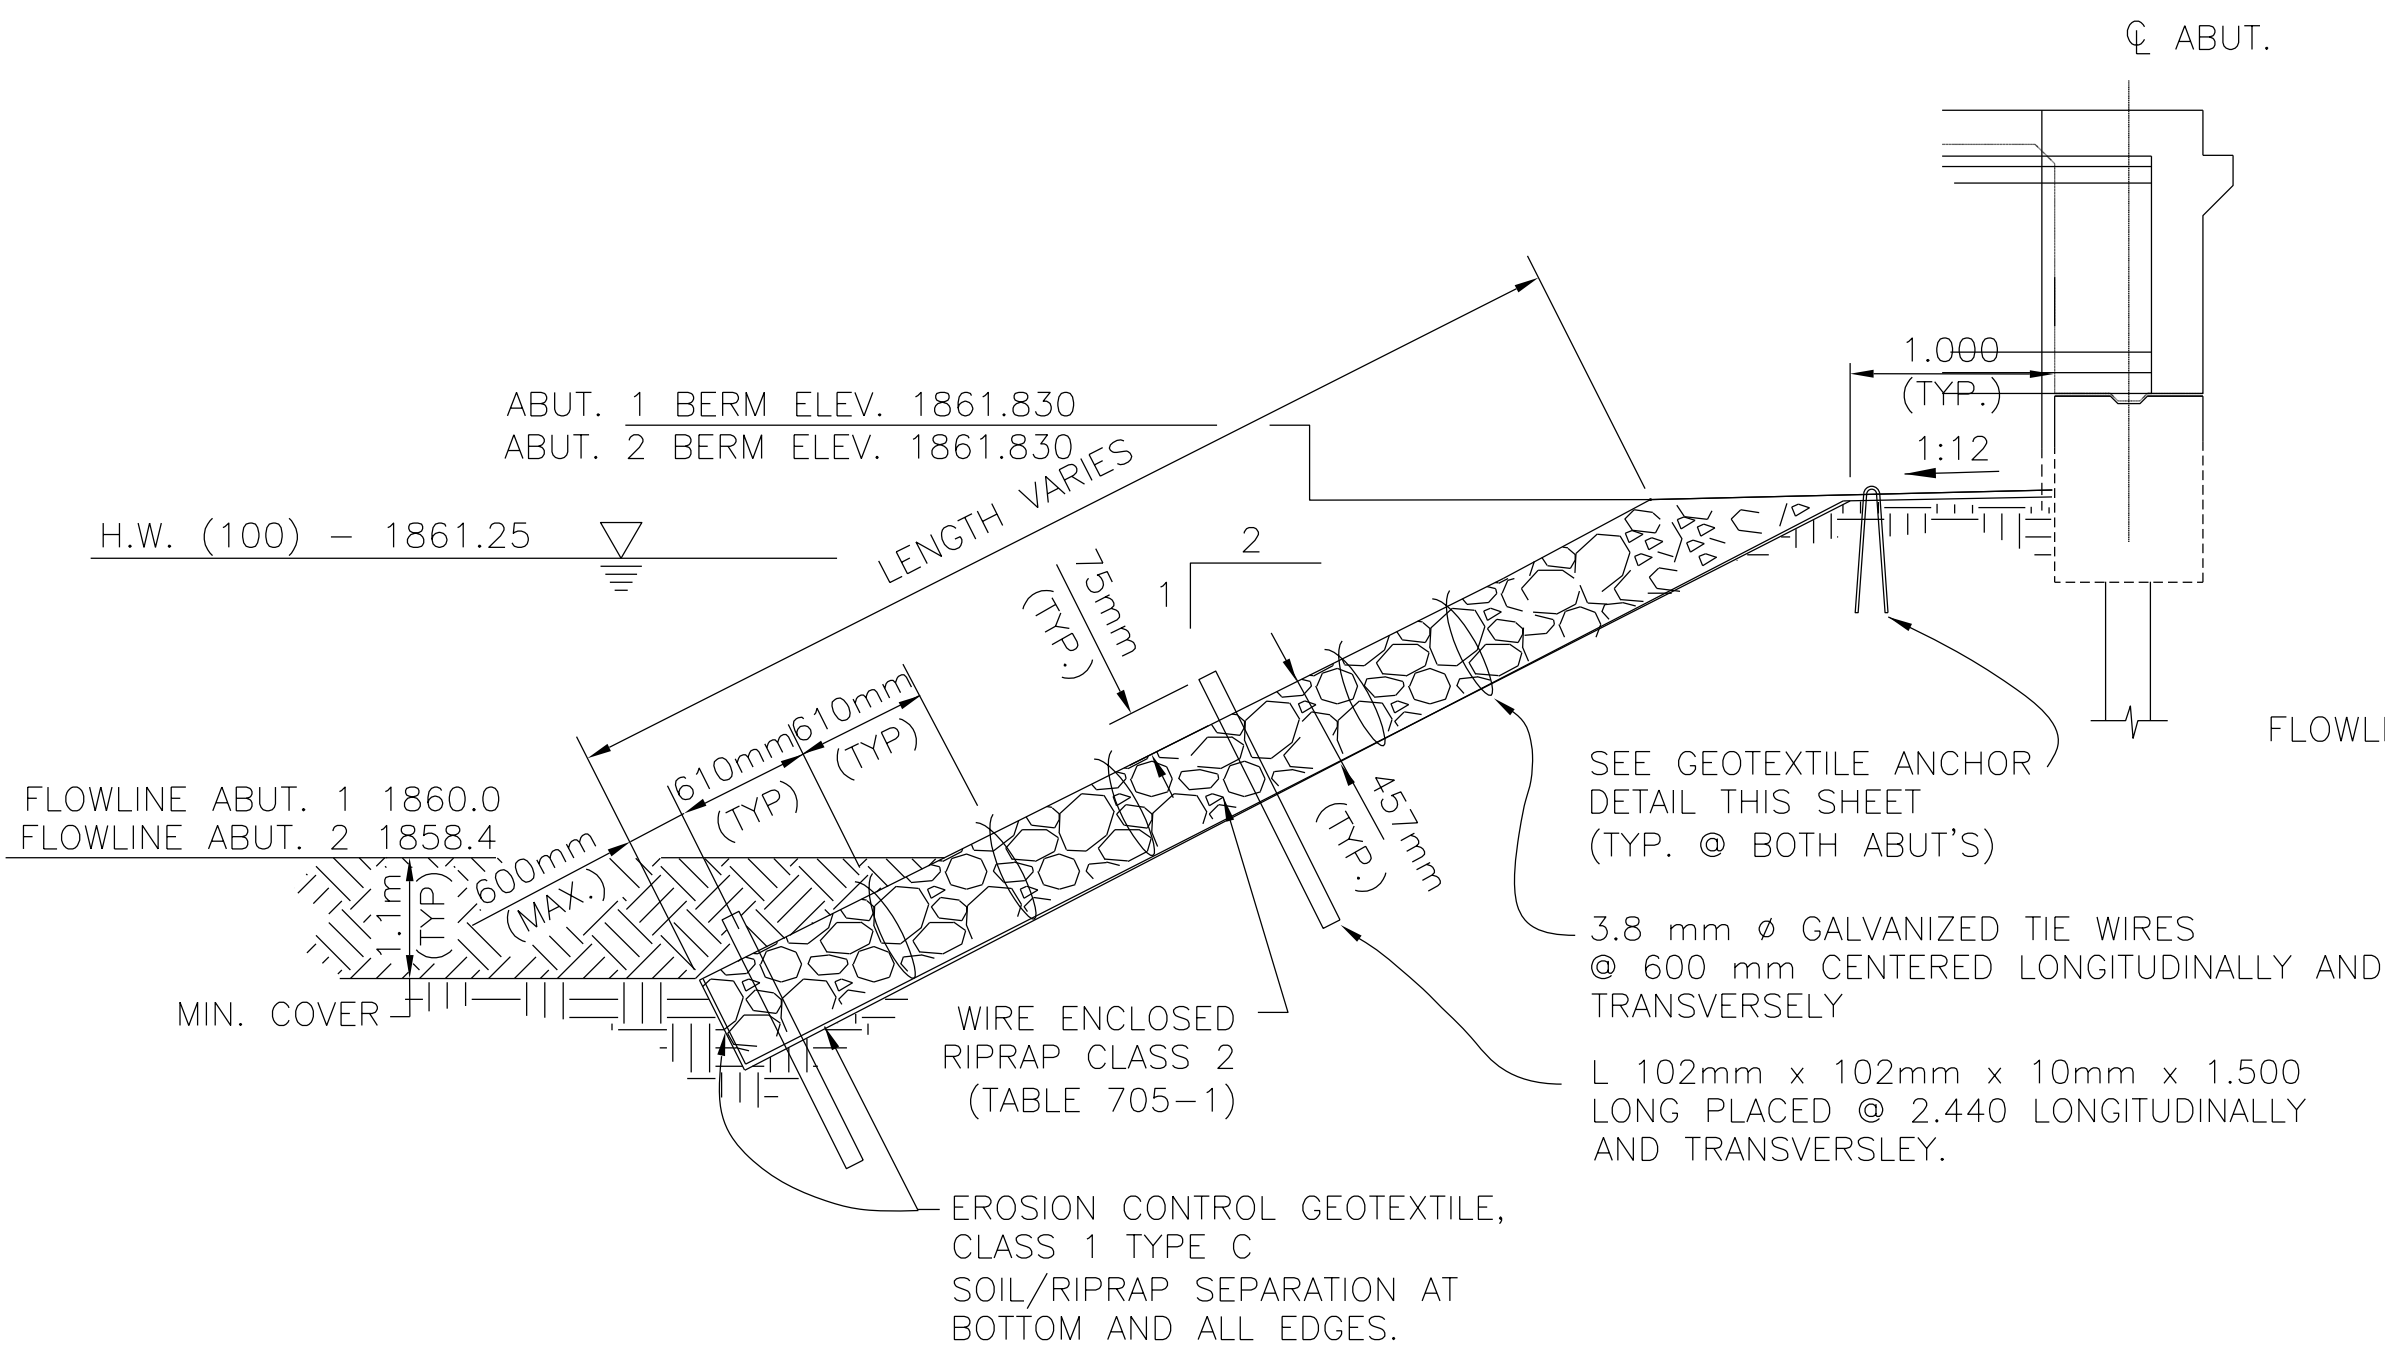 ℄ ABUT.
1.000
(TYP.)
1:12
ABUT. 1 BERM ELEV. 1861.830
ABUT. 2 BERM ELEV. 1861.830
LENGTH VARIES
H.W. (100) - 1861.25
2
1
75mm
(TYP.)
610mm
(TYP)
610mm
(TYP)
600mm
(MAX.)
FLOWLINE ABUT. 1 1860.0
FLOWLINE ABUT. 2 1858.4
1.1m
(TYP)
MIN. COVER
457mm
(TYP.)
SEE GEOTEXTILE ANCHOR
DETAIL THIS SHEET
(TYP. @ BOTH ABUT'S)
3.8 mm ø GALVANIZED TIE WIRES
@ 600 mm CENTERED LONGITUDINALLY AND
TRANSVERSELY
WIRE ENCLOSED
RIPRAP CLASS 2
(TABLE 705-1)
L 102mm x 102mm x 10mm x 1.500
LONG PLACED @ 2.440 LONGITUDINALLY
AND TRANSVERSLEY.
EROSION CONTROL GEOTEXTILE,
CLASS 1 TYPE C
SOIL/RIPRAP SEPARATION AT
BOTTOM AND ALL EDGES.